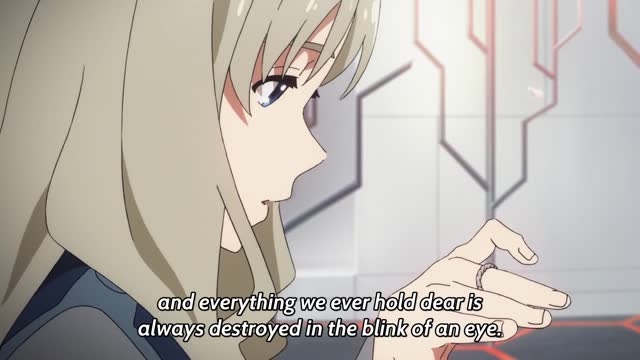 and everything we ever hold dear is
always destroyed in the blink of an eye.